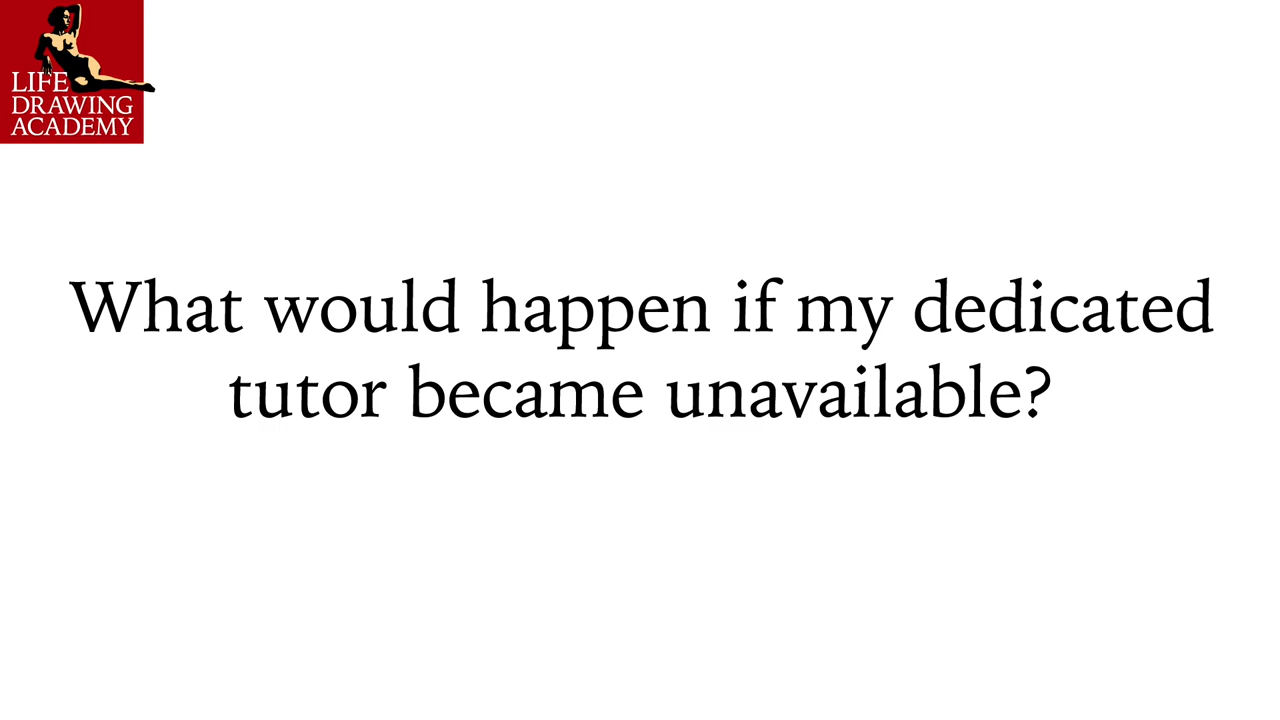 LIFE
DRAWING
ACADEMY
What would happen if my dedicated
tutor became unavailable?